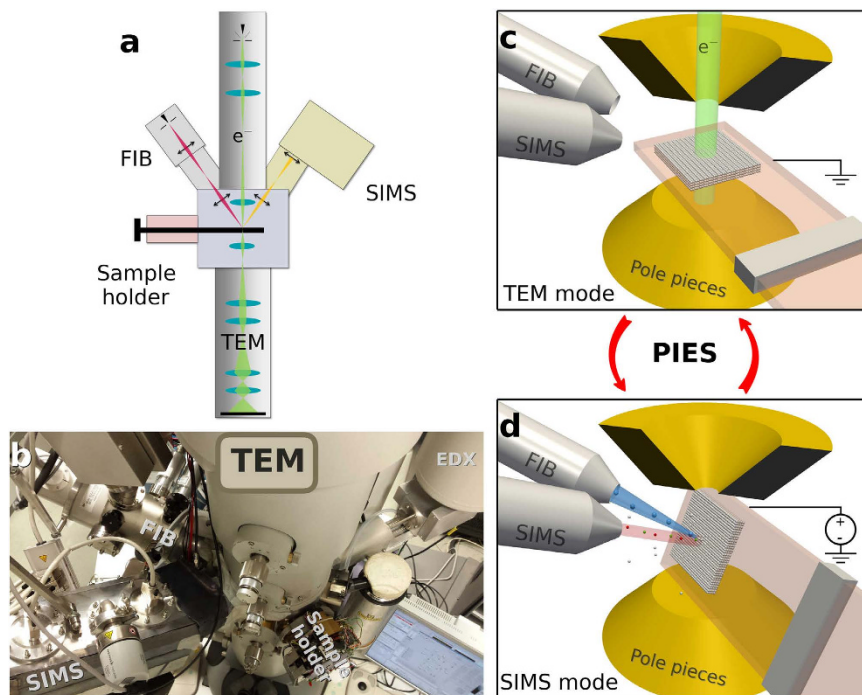 a
e⁻
FIB
SIMS
Sample
holder
TEM
b
TEM
EDX
FIB
SIMS
Sample
holder
c
e⁻
FIB
SIMS
Pole pieces
TEM mode
PIES
d
FIB
SIMS
+
-
Pole pieces
SIMS mode